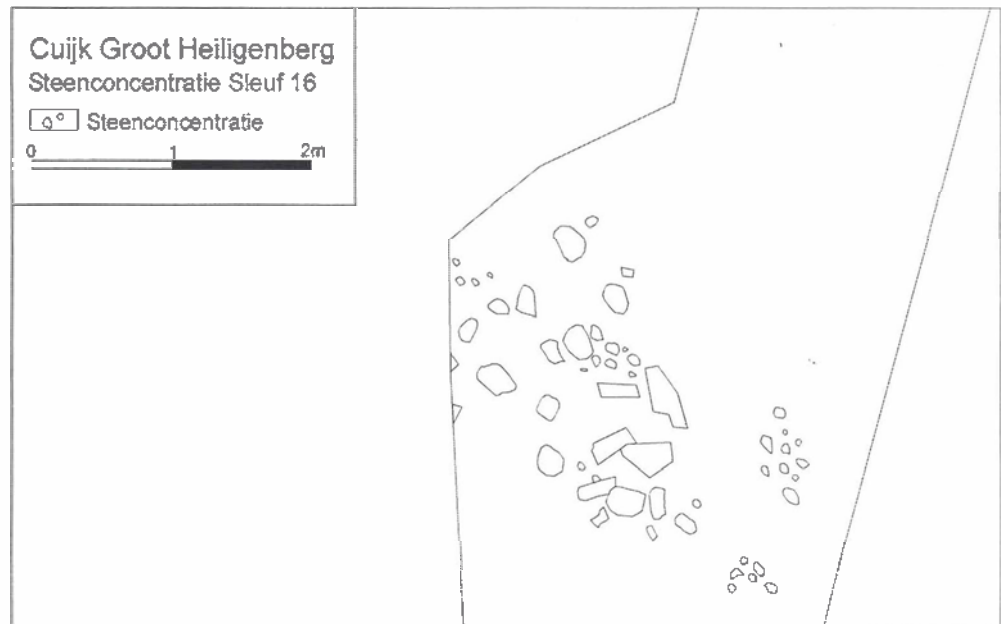 Cuijk Groot Heiligenberg
Steenconcentratie Sleuf 16
Steenconcentratie
0 1 2m